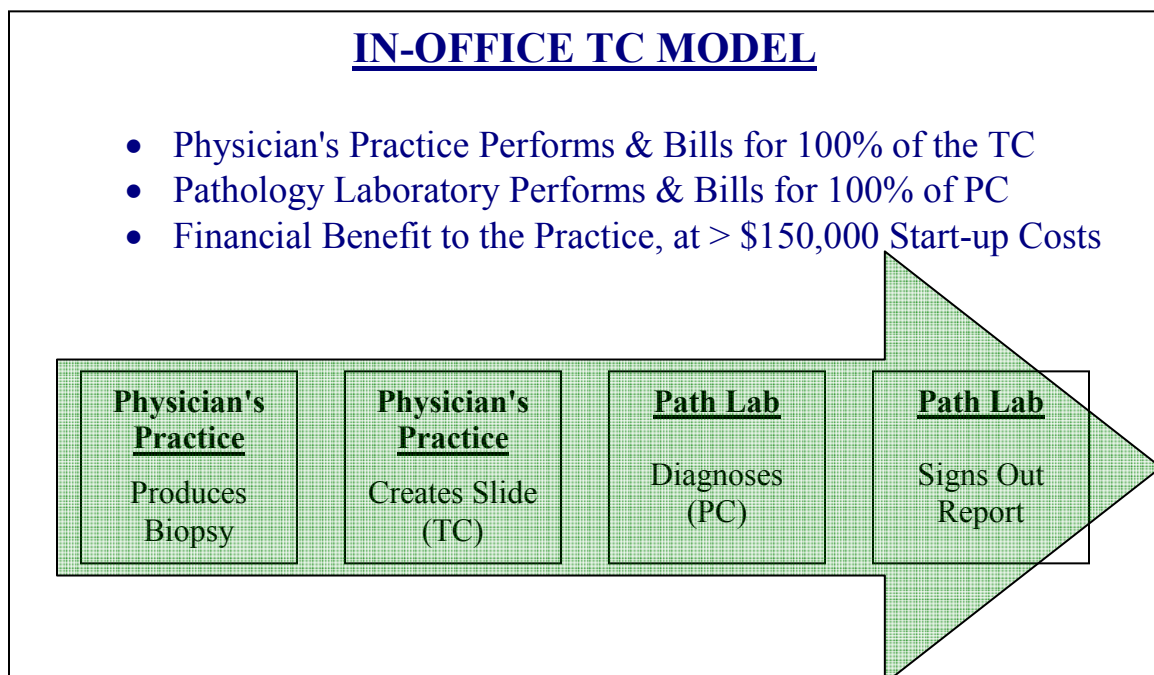 IN-OFFICE TC MODEL
• Physician's Practice Performs & Bills for 100% of the TC
• Pathology Laboratory Performs & Bills for 100% of PC
• Financial Benefit to the Practice, at > $150,000 Start-up Costs
Physician's
Practice
Produces
Biopsy
Physician's
Practice
Creates Slide
(TC)
Path Lab
Diagnoses
(PC)
Path Lab
Signs Out
Report